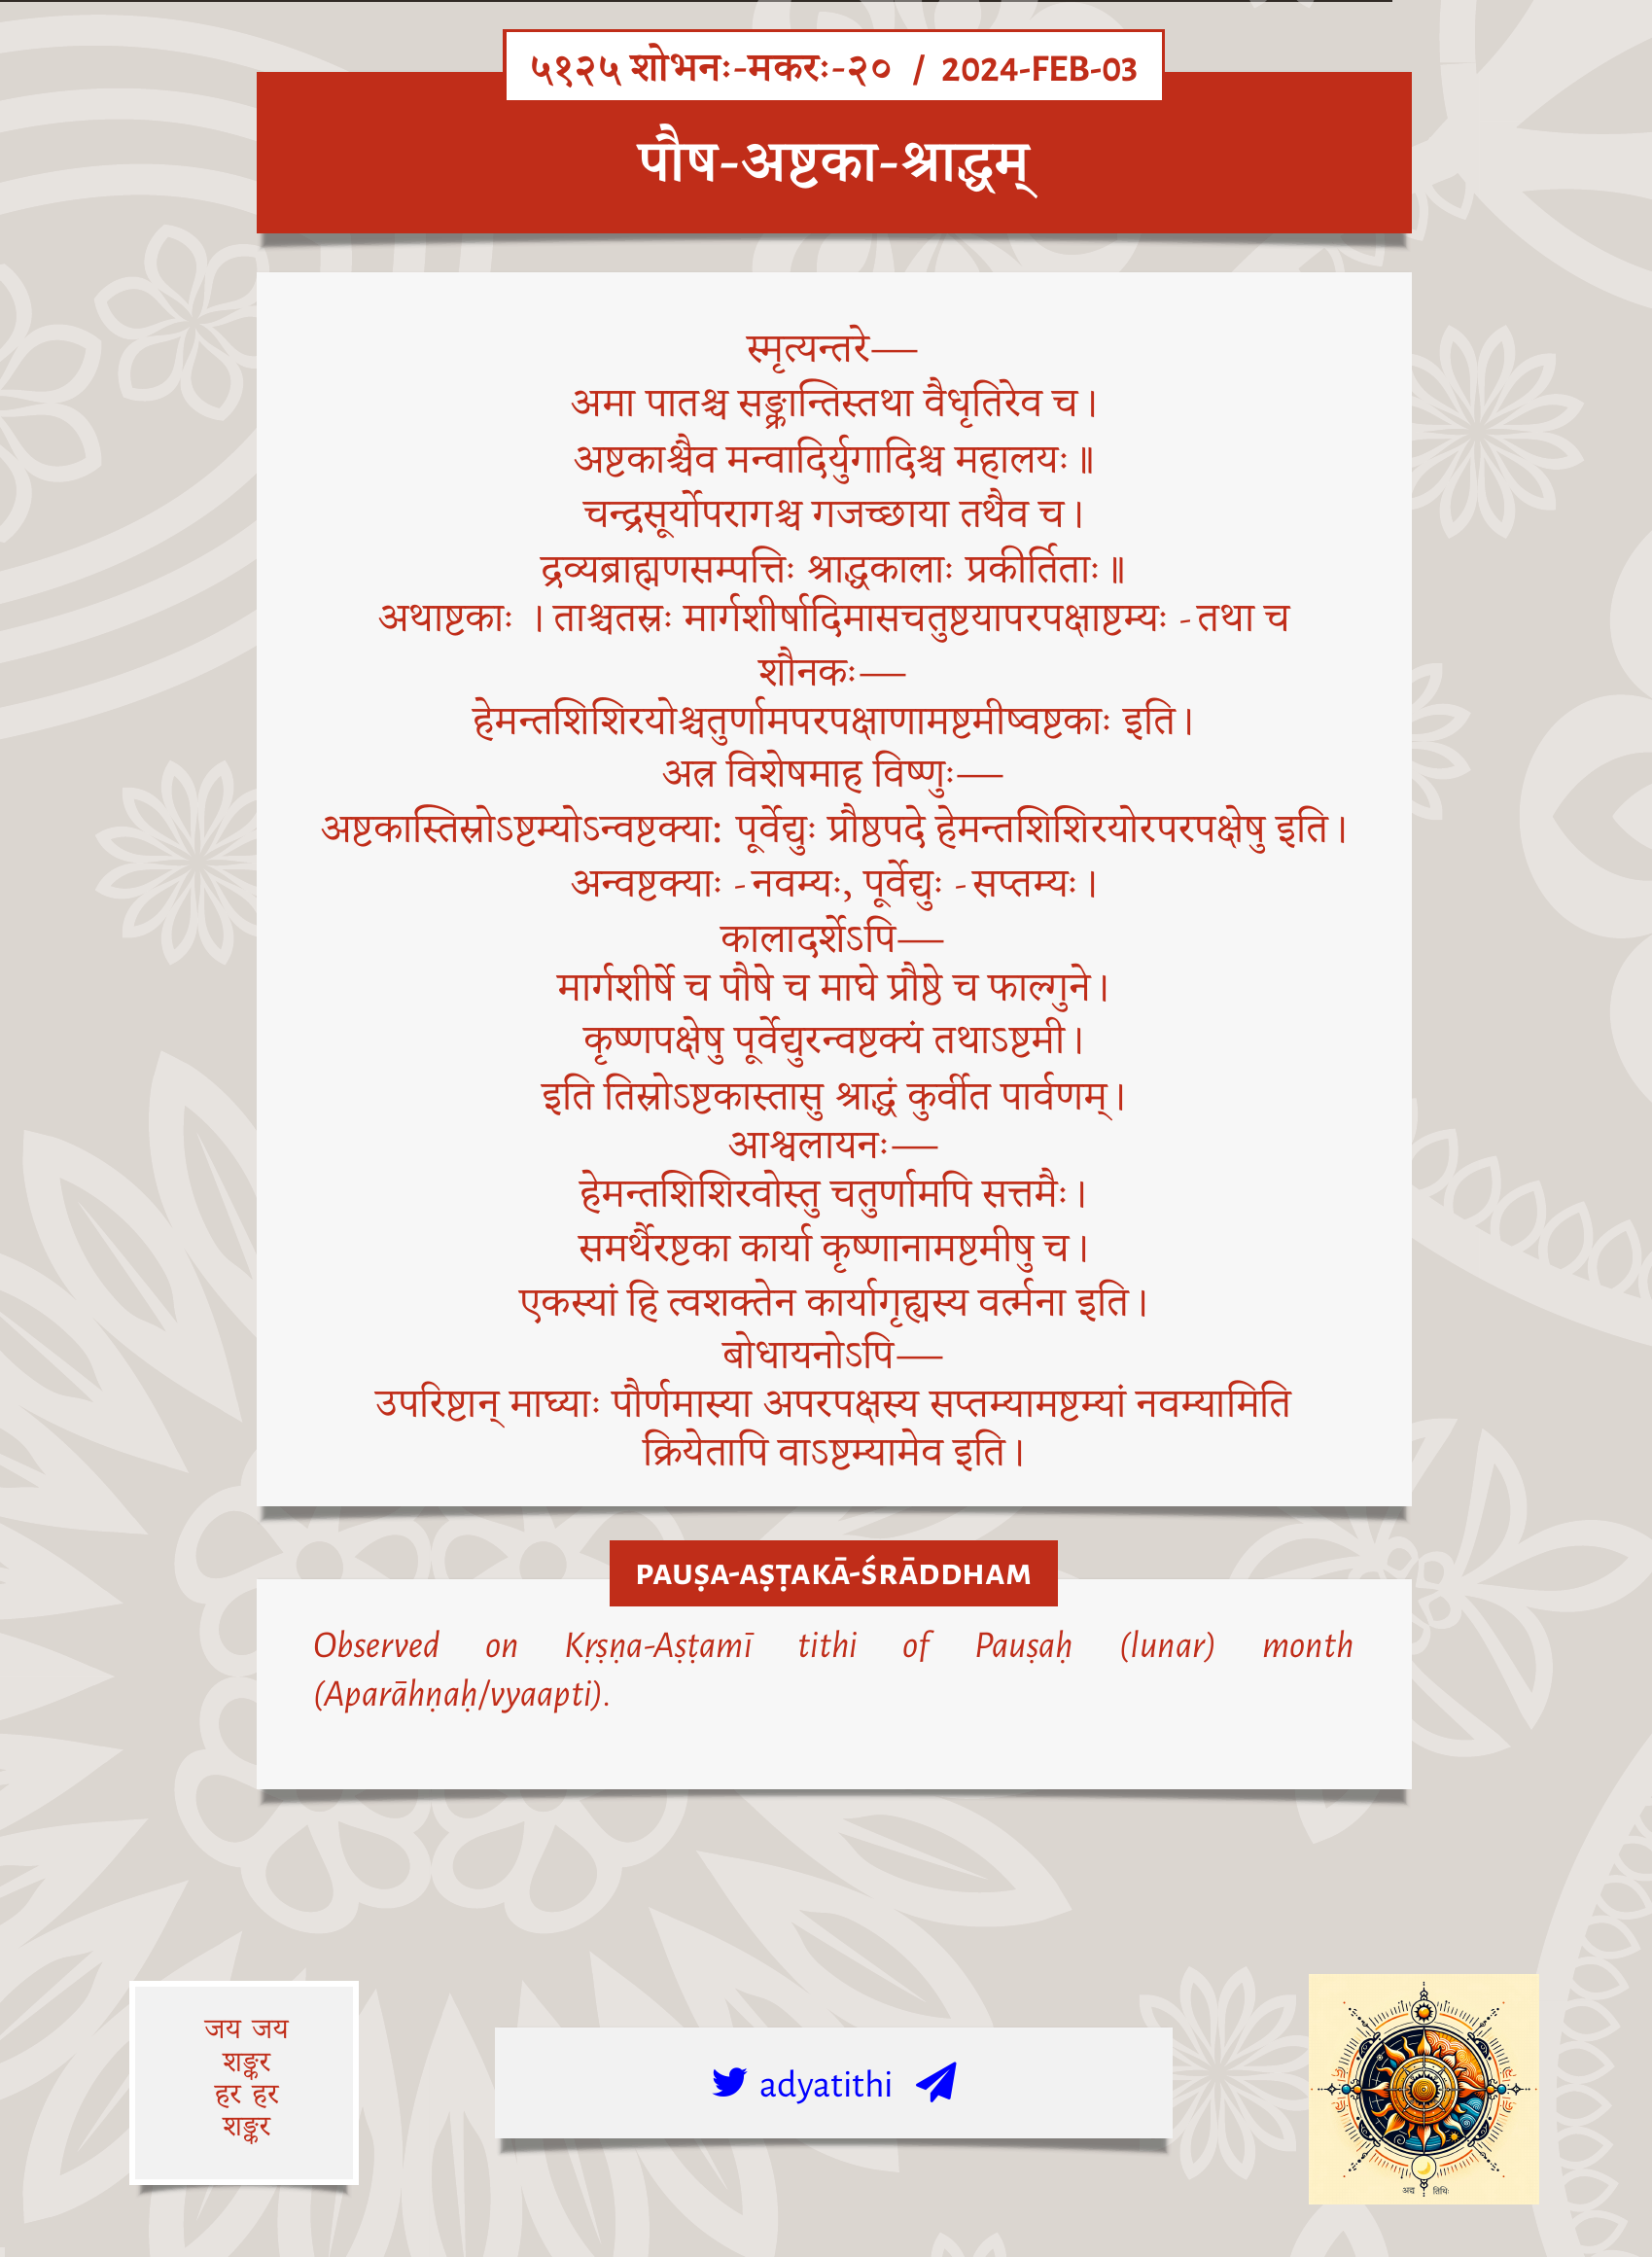 ५१२५ शोभनः-मकरः-२० / 2024-FEB-03
पौष-अष्टका-श्राद्धम्
स्मृत्यन्तरे—
अमा पातश्च सङ्क्रान्तिस्तथा वैधृतिरेव च।
अष्टकाश्चैव मन्वादिर्युगादिश्च महालयः॥
चन्द्रसूर्योपरागश्च गजच्छाया तथैव च।
द्रव्यब्राह्मणसम्पत्तिः श्राद्धकालाः प्रकीर्तिताः॥
अथाष्टकाः । ताश्चतस्रः मार्गशीर्षादिमासचतुष्टयापरपक्षाष्टम्यः - तथा च
शौनकः—
हेमन्तशिशिरयोश्चतुर्णामपरपक्षाणामष्टमीष्वष्टकाः इति।
अत्र विशेषमाह विष्णुः—
अष्टकास्तिस्रोऽष्टम्योऽन्वष्टक्या: पूर्वेद्युः प्रौष्ठपदे हेमन्तशिशिरयोरपरपक्षेषु इति।
अन्वष्टक्याः - नवम्यः, पूर्वेद्युः - सप्तम्यः।
कालादर्शेऽपि—
मार्गशीर्षे च पौषे च माघे प्रौष्ठे च फाल्गुने।
कृष्णपक्षेषु पूर्वेद्युरन्वष्टक्यं तथाऽष्टमी।
इति तिस्रोऽष्टकास्तासु श्राद्धं कुर्वीत पार्वणम्।
आश्वलायनः—
हेमन्तशिशिरवोस्तु चतुर्णामपि सत्तमैः।
समर्थैरष्टका कार्या कृष्णानामष्टमीषु च।
एकस्यां हि त्वशक्तेन कार्यागृह्यस्य वर्त्मना इति।
बोधायनोऽपि—
उपरिष्टान् माघ्याः पौर्णमास्या अपरपक्षस्य सप्तम्यामष्टम्यां नवम्यामिति
क्रियेतापि वाऽष्टम्यामेव इति।
PAUṢA-AṢṬAKĀ-ŚRĀDDHAM
Observed on Kṛṣṇa-Aṣṭamī tithi of Pauṣaḥ (lunar) month
(Aparāhṇaḥ/vyaapti).
जय जय
शङ्कर
हर हर
शङ्कर
adyatithi
अद्य तिथिः